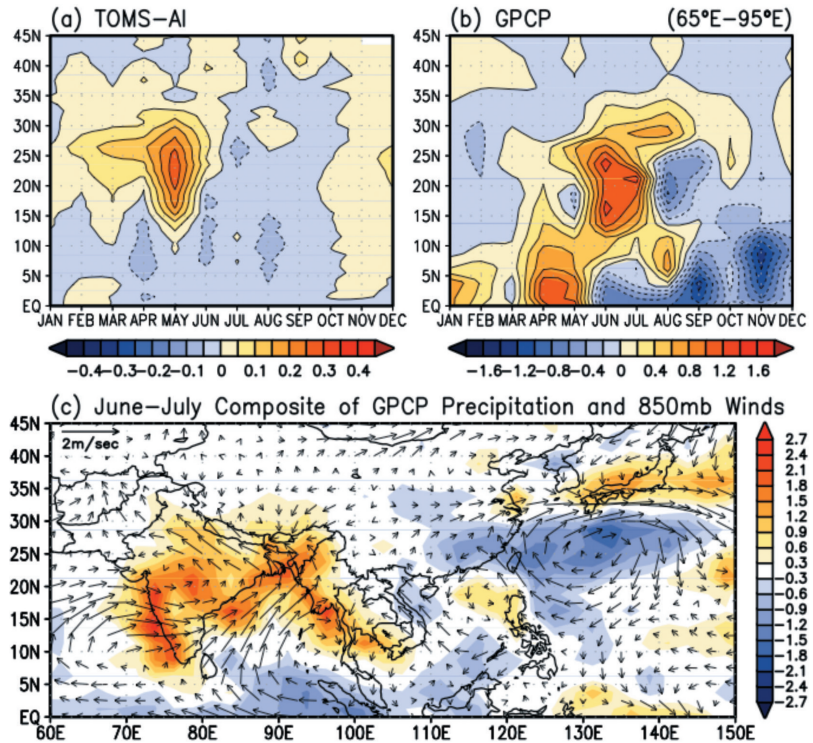 (a) TOMS-AI
(b) GPCP (65°E-95°E)
45N
40N
35N
30N
25N
20N
15N
10N
5N
EQ
JAN FEB MAR APR MAY JUN JUL AUG SEP OCT NOV DEC
-0.4-0.3-0.2-0.1 0 0.1 0.2 0.3 0.4
45N
40N
35N
30N
25N
20N
15N
10N
5N
EQ
JAN FEB MAR APR MAY JUN JUL AUG SEP OCT NOV DEC
-1.6-1.2-0.8-0.4 0 0.4 0.8 1.2 1.6
(c) June-July Composite of GPCP Precipitation and 850mb Winds
2m/sec
45N
40N
35N
30N
25N
20N
15N
10N
5N
EQ
60E 70E 80E 90E 100E 110E 120E 130E 140E 150E
2.7
2.4
2.1
1.8
1.5
1.2
0.9
0.6
0.3
-0.3
-0.6
-0.9
-1.2
-1.5
-1.8
-2.1
-2.4
-2.7